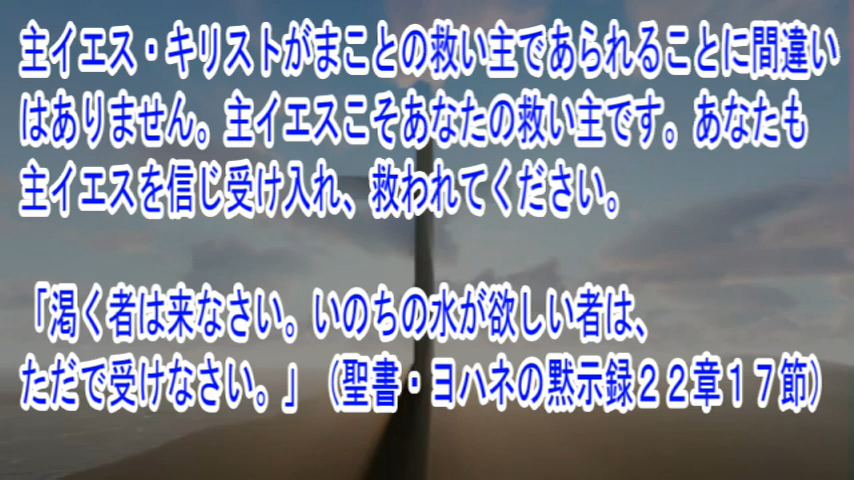 主イエス・キリストがまことの救い主であられることに間違い
はありません。主イエスこそあなたの救い主です。あなたも
主イエスを信じ受け入れ、救われてください。
「渇く者は来なさい。いのちの水が欲しい者は、
ただで受けなさい。」（聖書・ヨハネの黙示録２２章１７節）